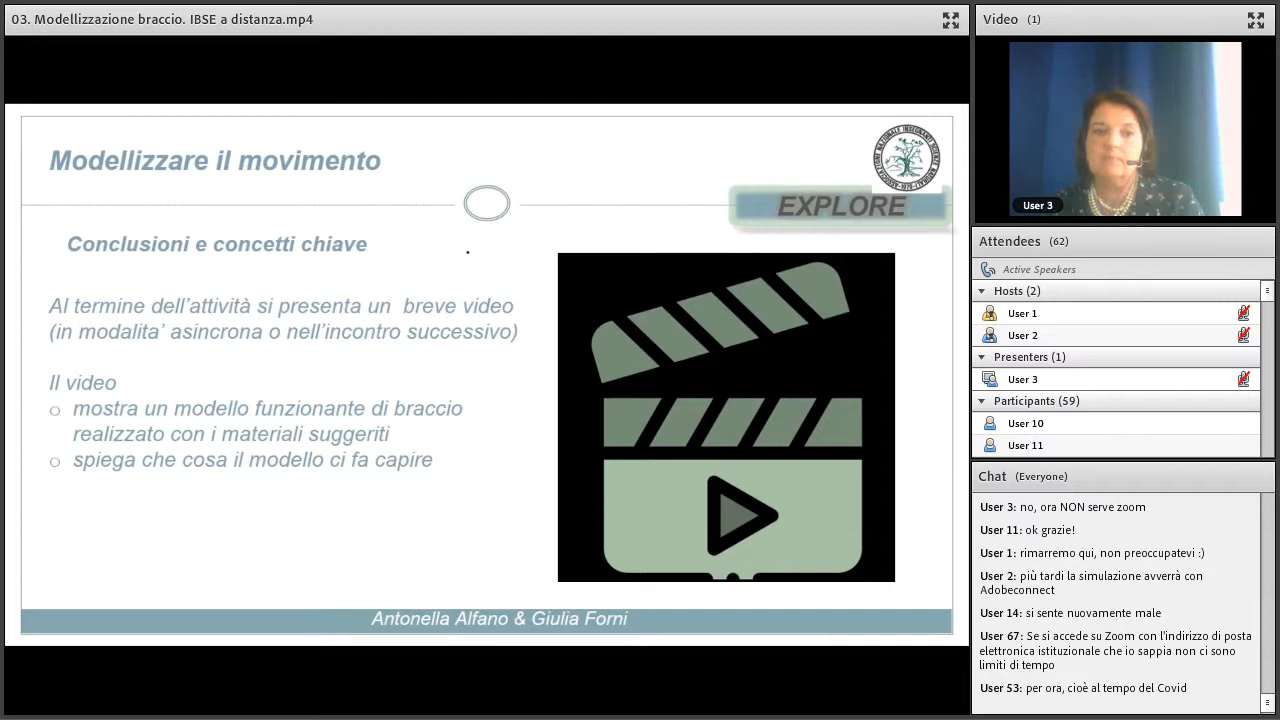 03. Modellizzazione braccio. IBSE a distanza.mp4
Modellizzare il movimento
EXPLORE
Conclusioni e concetti chiave
Al termine dell’attività si presenta un  breve video
(in modalita’ asincrona o nell’incontro successivo)
Il video
o mostra un modello funzionante di braccio
realizzato con i materiali suggeriti
o spiega che cosa il modello ci fa capire
Antonella Alfano & Giulia Forni
Video (1)
User 3
Attendees (62)
Active Speakers
Hosts (2)
User 1
User 2
Presenters (1)
User 3
Participants (59)
User 10
User 11
Chat (Everyone)
User 3: no, ora NON serve zoom
User 11: ok grazie!
User 1: rimarremo qui, non preoccupatevi :)
User 2: più tardi la simulazione avverrà con
Adobeconnect
User 14: si sente nuovamente male
User 67: Se si accede su Zoom con l'indirizzo di posta
elettronica istituzionale che io sappia non ci sono
limiti di tempo
User 53: per ora, cioè al tempo del Covid